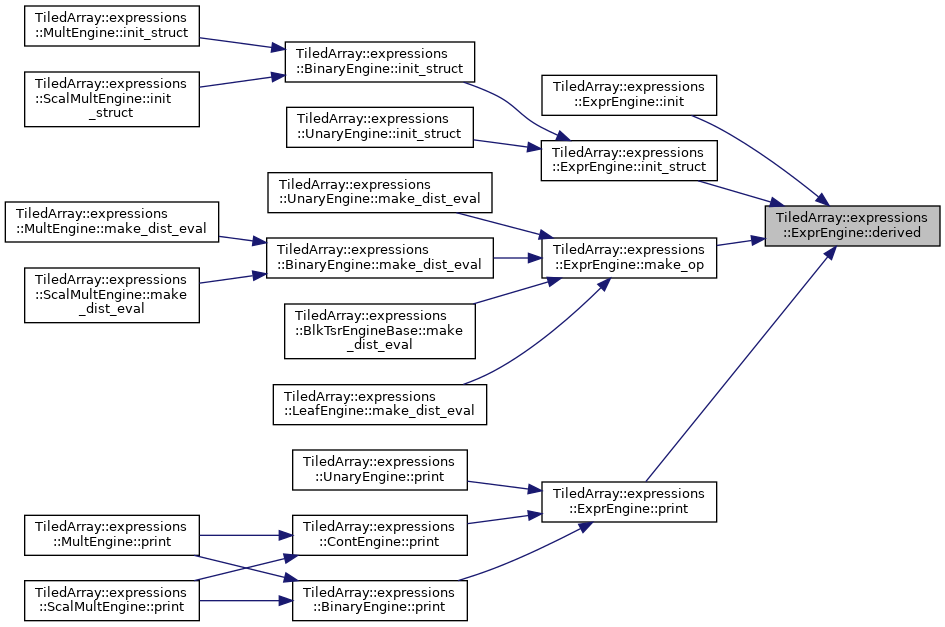 TiledArray::expressions
::MultEngine::init_struct
TiledArray::expressions
::ScalMultEngine::init
_struct
TiledArray::expressions
::BinaryEngine::init_struct
TiledArray::expressions
::UnaryEngine::init_struct
TiledArray::expressions
::ExprEngine::init
TiledArray::expressions
::ExprEngine::init_struct
TiledArray::expressions
::ExprEngine::derived
TiledArray::expressions
::UnaryEngine::make_dist_eval
TiledArray::expressions
::MultEngine::make_dist_eval
TiledArray::expressions
::ScalMultEngine::make
_dist_eval
TiledArray::expressions
::BinaryEngine::make_dist_eval
TiledArray::expressions
::ExprEngine::make_op
TiledArray::expressions
::BlkTsrEngineBase::make
_dist_eval
TiledArray::expressions
::LeafEngine::make_dist_eval
TiledArray::expressions
::UnaryEngine::print
TiledArray::expressions
::ExprEngine::print
TiledArray::expressions
::MultEngine::print
TiledArray::expressions
::ContEngine::print
TiledArray::expressions
::ScalMultEngine::print
TiledArray::expressions
::BinaryEngine::print